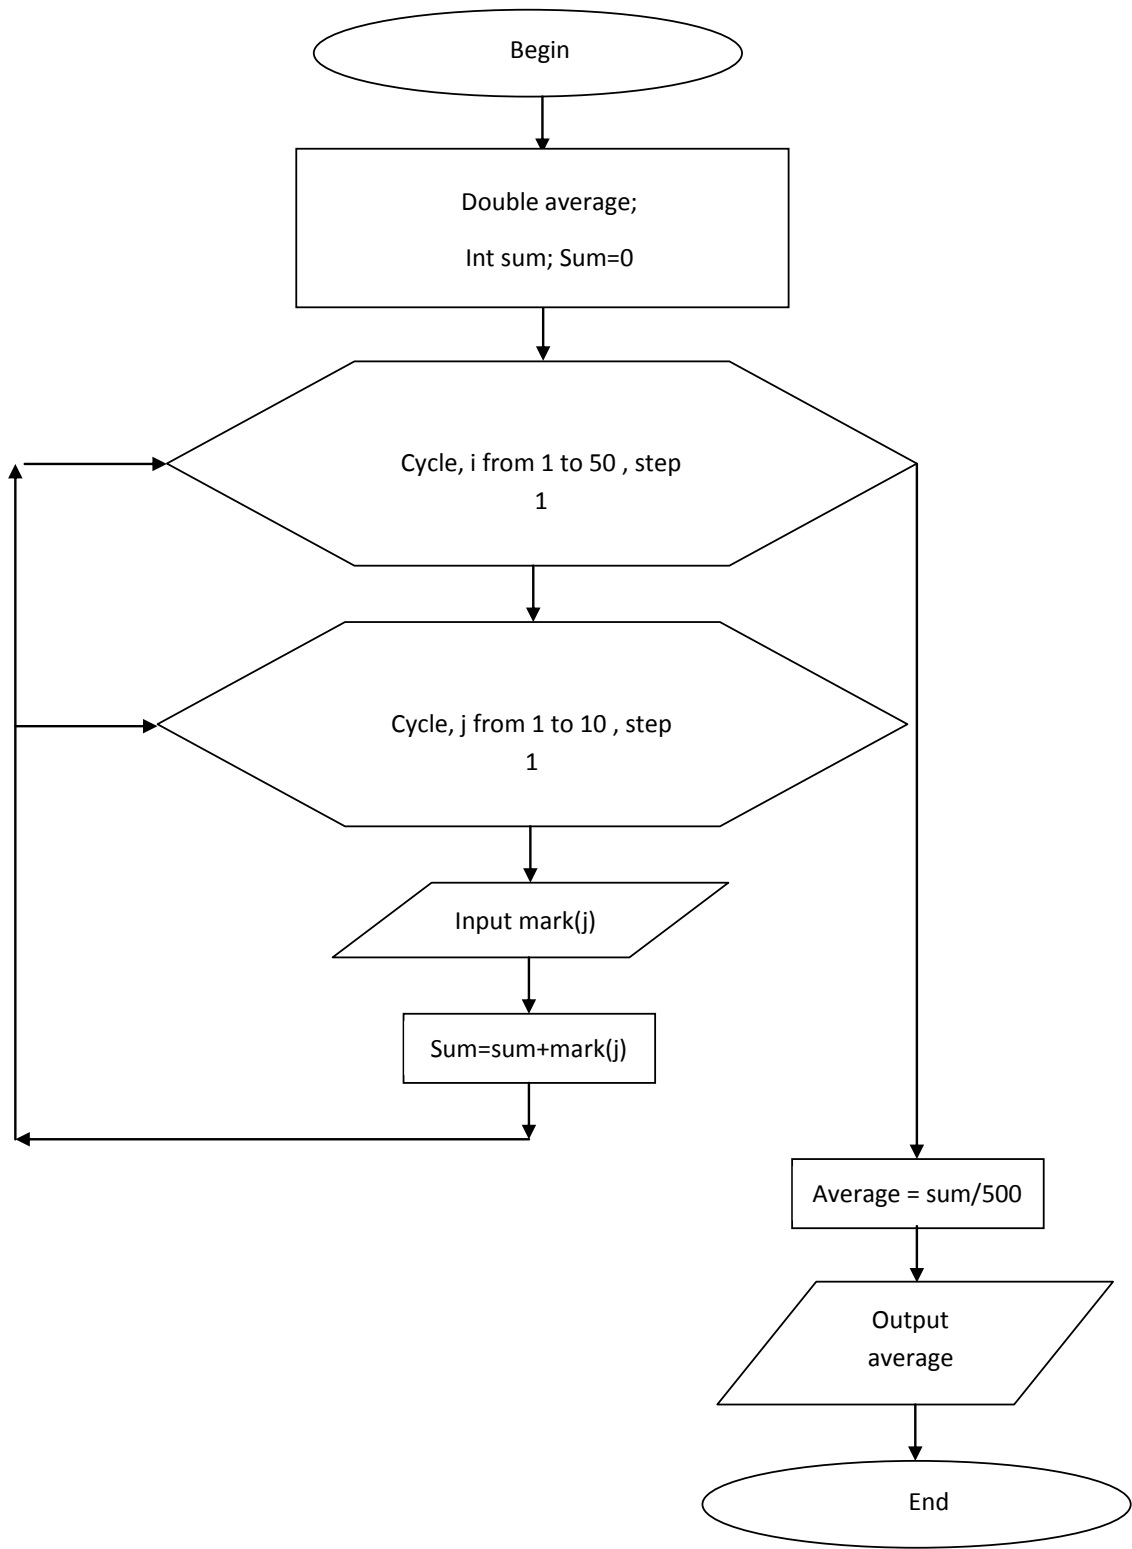 Begin
Double average;
Int sum; Sum=0
Cycle, i from 1 to 50 , step
1
Cycle, j from 1 to 10 , step
1
Input mark(j)
Sum=sum+mark(j)
Average = sum/500
Output
average
End